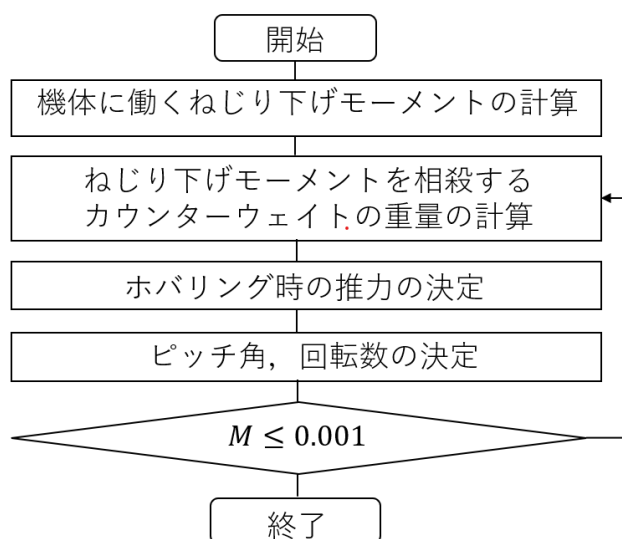 開始
機体に働くねじり下げモーメントの計算
ねじり下げモーメントを相殺する
カウンターウェイトの重量の計算
ホバリング時の推力の決定
ピッチ角，回転数の決定
M ≤ 0.001
終了